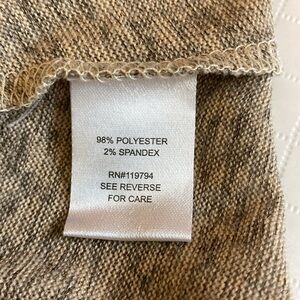 98% POLYESTER
2% SPANDEX
RN#119794
SEE REVERSE
FOR CARE